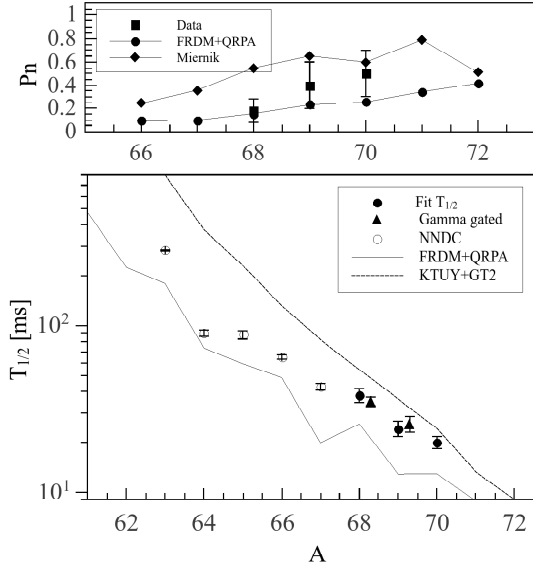 1
0.8
0.6
0.4
0.2
0
Pn
Data
FRDM+QRPA
Miernik
66 68 70 72
T1/2 [ms]
10²
10¹
Fit T1/2
Gamma gated
NNDC
FRDM+QRPA
KTUY+GT2
62 64 66 68 70 72
A